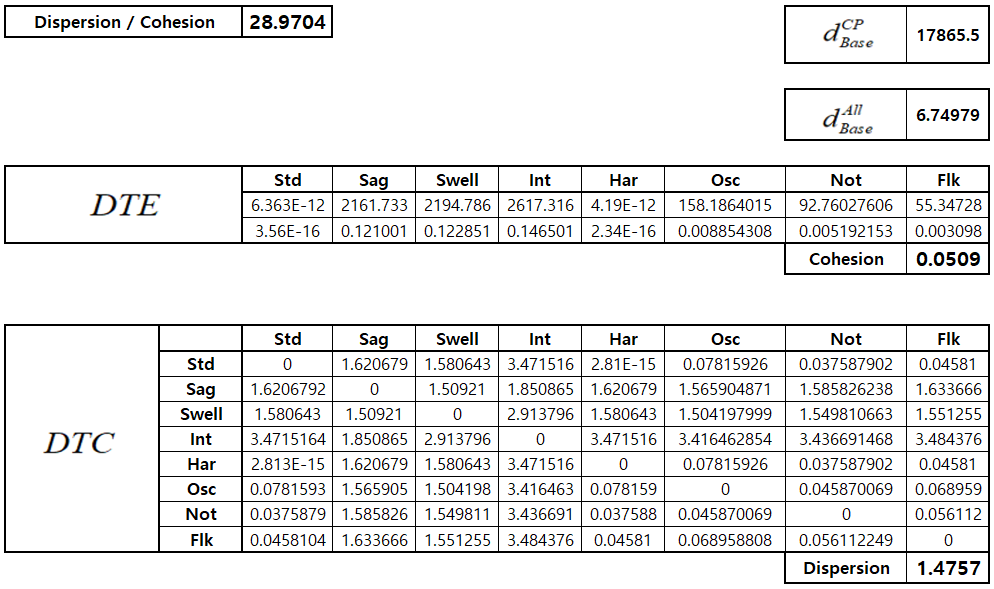 Dispersion / Cohesion 28.9704
d^{CP}_{Base} 17865.5
d^{All}_{Base} 6.74979
DTE Std Sag Swell Int Har Osc Not Flk
6.363E-12 2161.733 2194.786 2617.316 4.19E-12 158.1864015 92.76027606 55.34728
3.56E-16 0.121001 0.122851 0.146501 2.34E-16 0.008854308 0.005192153 0.003098
Cohesion 0.0509
DTC Std Sag Swell Int Har Osc Not Flk
Std 0 1.620679 1.580643 3.471516 2.81E-15 0.07815926 0.037587902 0.04581
Sag 1.6206792 0 1.50921 1.850865 1.620679 1.565904871 1.585826238 1.633666
Swell 1.580643 1.50921 0 2.913796 1.580643 1.504197999 1.549810663 1.551255
Int 3.4715164 1.850865 2.913796 0 3.471516 3.416462854 3.436691468 3.484376
Har 2.813E-15 1.620679 1.580643 3.471516 0 0.07815926 0.037587902 0.04581
Osc 0.0781593 1.565905 1.504198 3.416463 0.078159 0 0.045870069 0.068959
Not 0.0375879 1.585826 1.549811 3.436691 0.037588 0.045870069 0 0.056112
Flk 0.0458104 1.633666 1.551255 3.484376 0.04581 0.068958808 0.056112249 0
Dispersion 1.4757